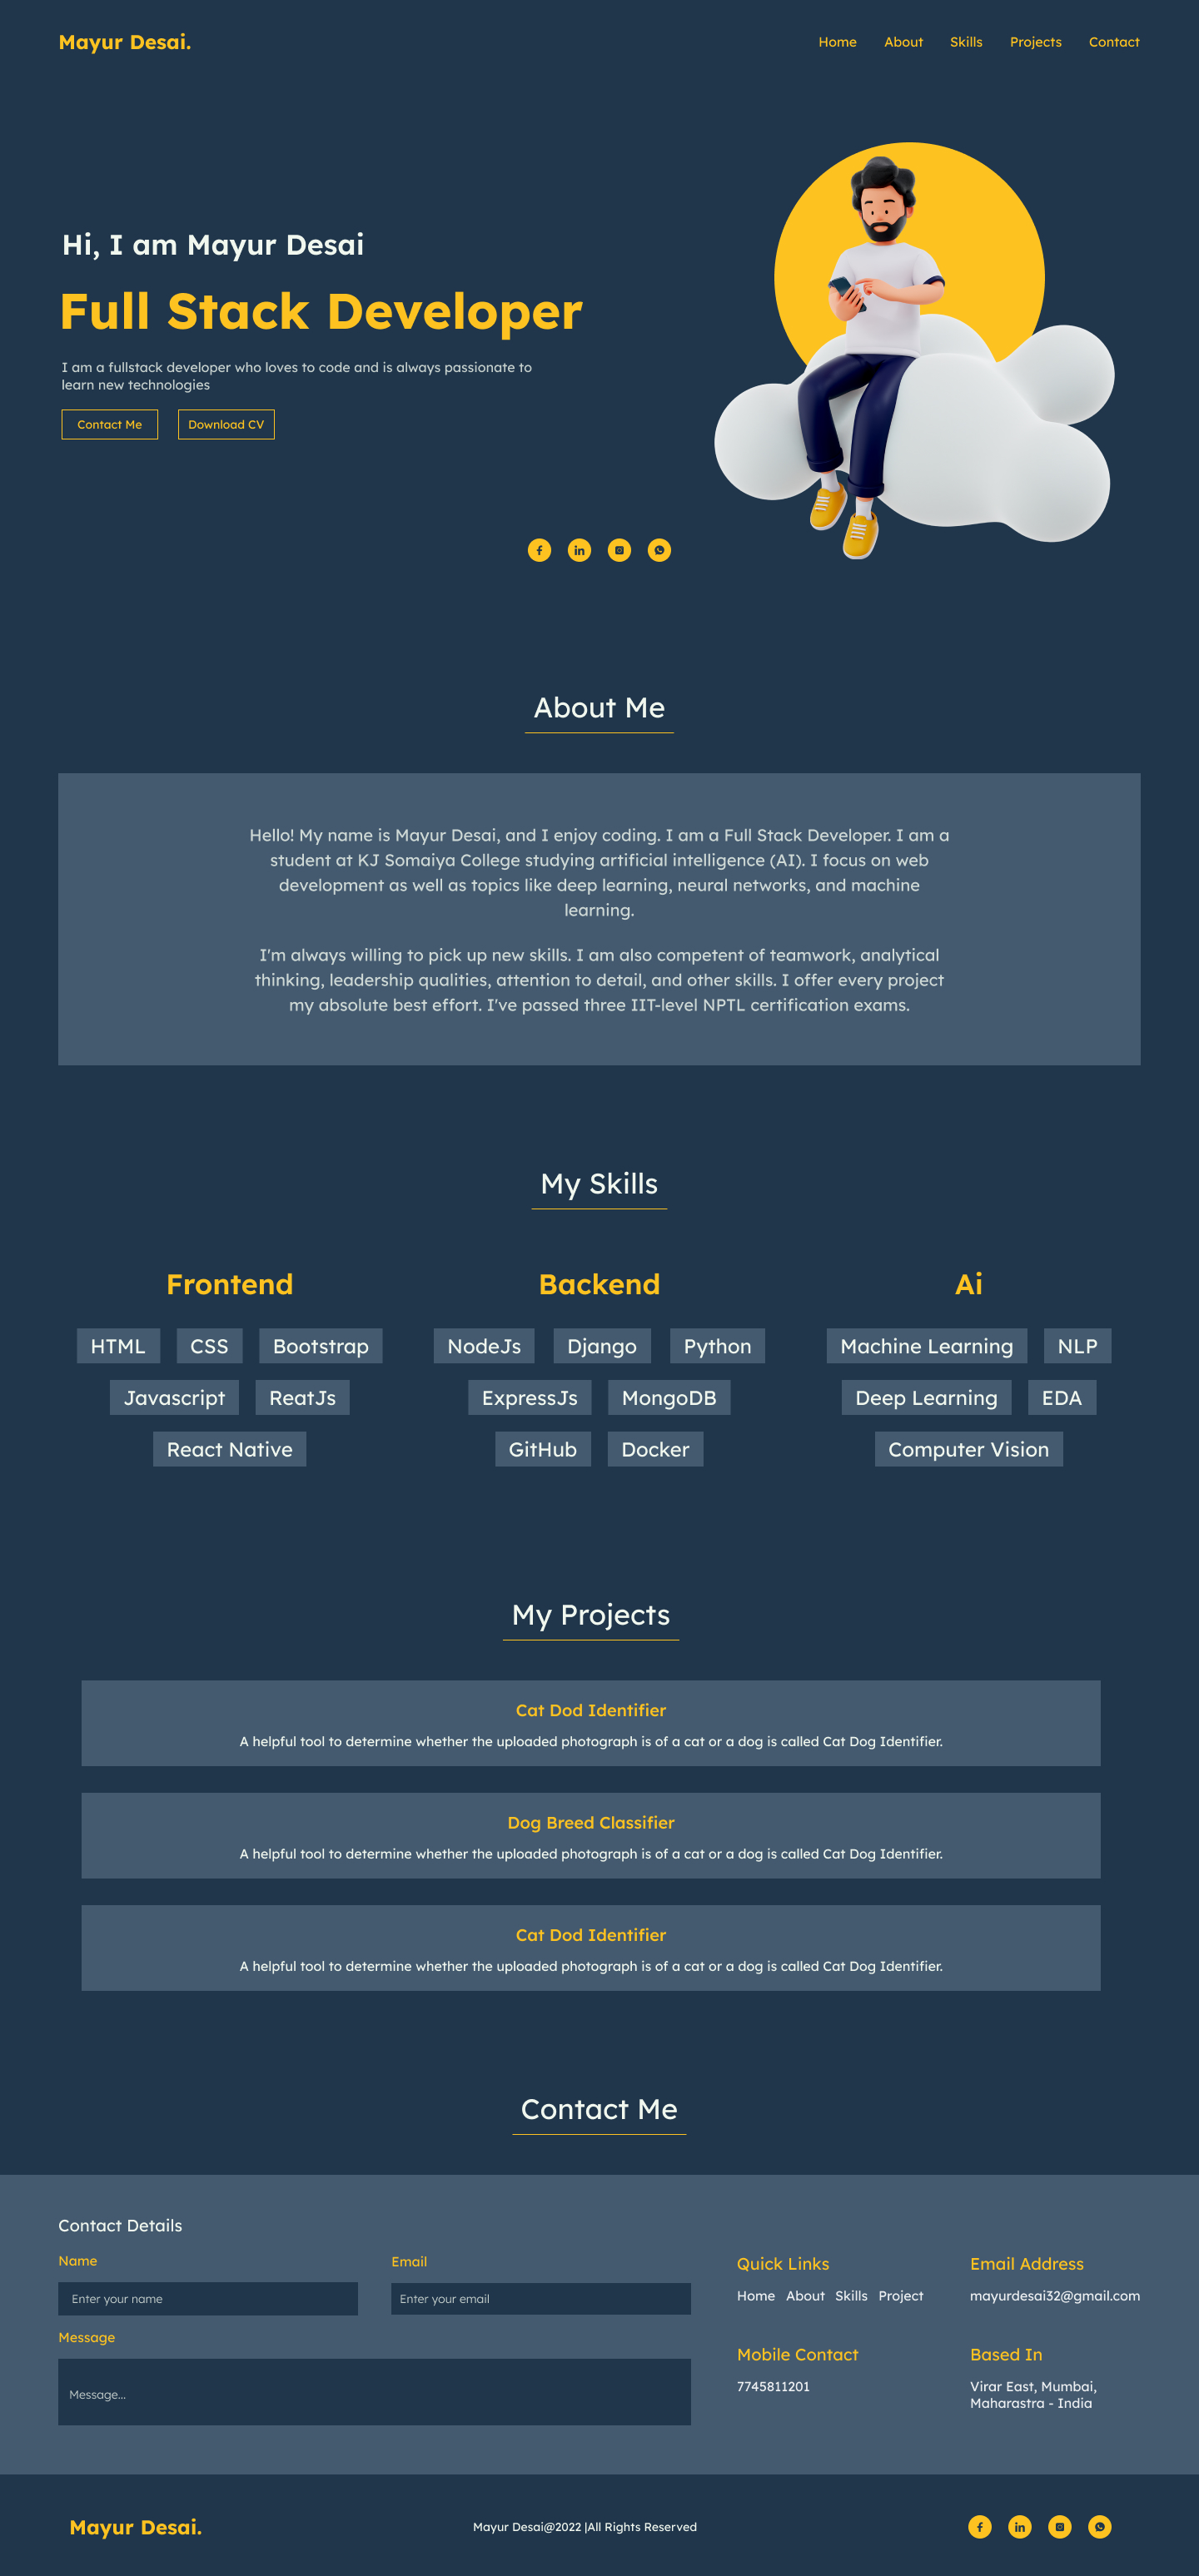 Mayur Desai.
Home About Skills Projects Contact
Hi, I am Mayur Desai
Full Stack Developer
I am a fullstack developer who loves to code and is always passionate to
learn new technologies
Contact Me Download CV
About Me
Hello! My name is Mayur Desai, and I enjoy coding. I am a Full Stack Developer. I am a
student at KJ Somaiya College studying artificial intelligence (AI). I focus on web
development as well as topics like deep learning, neural networks, and machine
learning.
I'm always willing to pick up new skills. I am also competent of teamwork, analytical
thinking, leadership qualities, attention to detail, and other skills. I offer every project
my absolute best effort. I've passed three IIT-level NPTL certification exams.
My Skills
Frontend
HTML CSS Bootstrap
Javascript ReatJs
React Native
Backend
NodeJs Django Python
ExpressJs MongoDB
GitHub Docker
Ai
Machine Learning NLP
Deep Learning EDA
Computer Vision
My Projects
Cat Dod Identifier
A helpful tool to determine whether the uploaded photograph is of a cat or a dog is called Cat Dog Identifier.
Dog Breed Classifier
A helpful tool to determine whether the uploaded photograph is of a cat or a dog is called Cat Dog Identifier.
Cat Dod Identifier
A helpful tool to determine whether the uploaded photograph is of a cat or a dog is called Cat Dog Identifier.
Contact Me
Contact Details
Name
Enter your name
Email
Enter your email
Message
Message...
Quick Links
Home About Skills Project
Email Address
mayurdesai32@gmail.com
Mobile Contact
7745811201
Based In
Virar East, Mumbai,
Maharastra - India
Mayur Desai.
Mayur Desai@2022 |All Rights Reserved